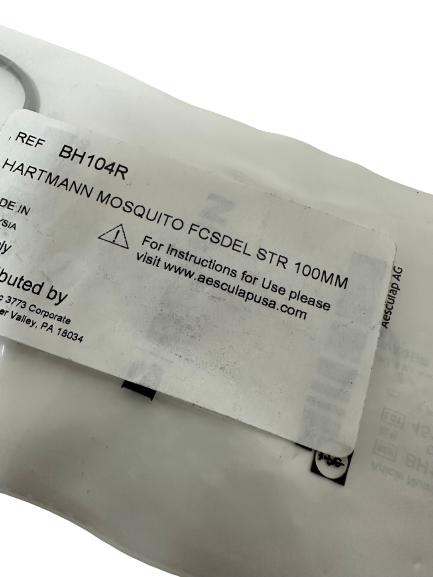 REF BH104R
HARTMANN MOSQUITO FCSDEL STR 100MM
DE IN
YSIA
ly
For Instructions for Use please
visit www.aesculapusa.com
buted by
c 3773 Corporate
er Valley, PA 18034
Aesculap AG